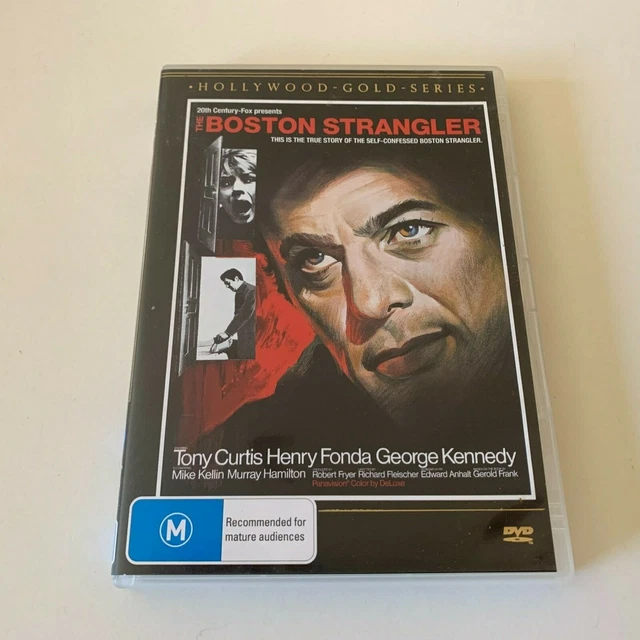 · HOLLYWOOD · GOLD · SERIES ·
20th Century-Fox presents
THE BOSTON STRANGLER
THIS IS THE TRUE STORY OF THE SELF-CONFESSED BOSTON STRANGLER.
Tony Curtis Henry Fonda George Kennedy
Mike Kellin Murray Hamilton Robert Fryer Richard Fleischer Edward Anhalt Gerold Frank
Panavision® Color by DeLuxe
M
Recommended for
mature audiences
DVD